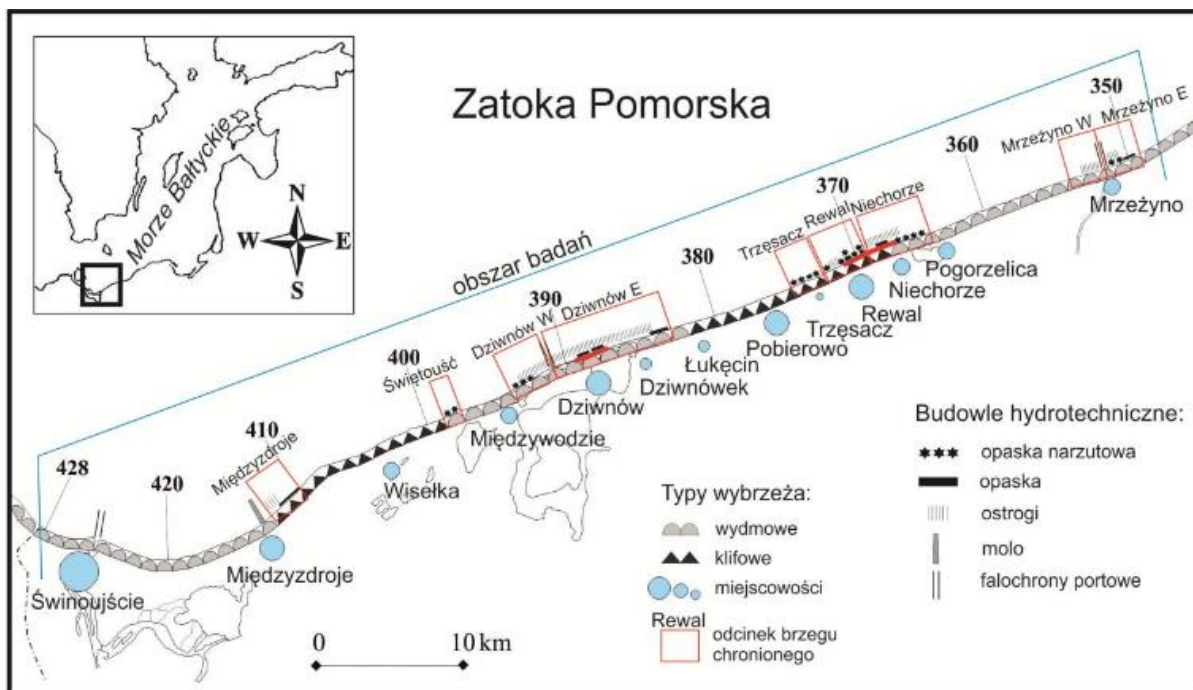 Zatoka Pomorska
Morze Bałtyckie
N
W
E
S
obszar badań
350
Mrzeżyno E
Mrzeżyno W
360
Mrzeżyno
370
Niechorze
Rewal
Trzęsacz
380
Pogorzelica
Niechorze
Rewal
Trzęsacz
Pobierowo
Łukęcin
390
Dziwnów E
Dziwnów W
Dziwnówek
Dziwnów
Międzywodzie
400
Świętouść
Wisełka
410
Międzyzdroje
Międzyzdroje
420
428
Świnoujście
0
10 km
Typy wybrzeża:
wydmowe
klifowe
miejscowości
Rewal
odcinek brzegu
chronionego
Budowle hydrotechniczne:
opaska narzutowa
opaska
ostrogi
molo
falochrony portowe